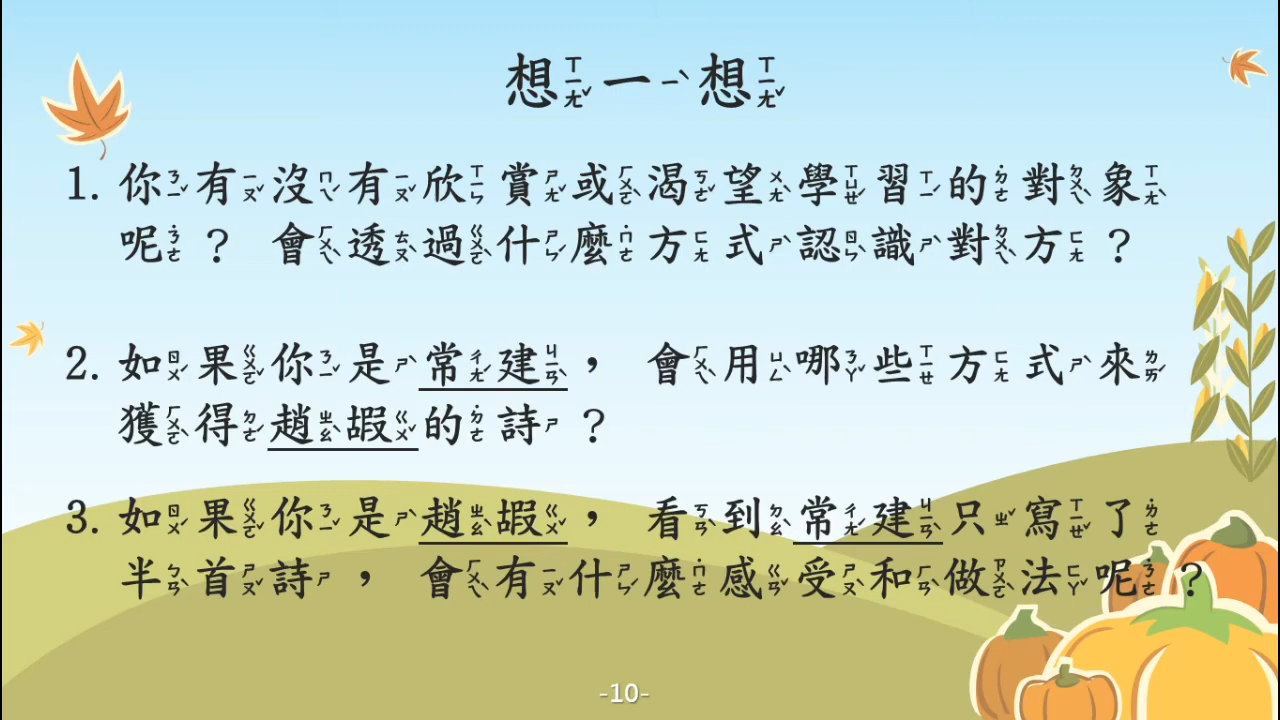 想一想
1. 你有沒有欣賞或渴望學習的對象
呢？ 會透過什麼方式認識對方？
2. 如果你是常建， 會用哪些方式來
獲得趙嘏的詩？
3. 如果你是趙嘏， 看到常建只寫了
半首詩， 會有什麼感受和做法呢？
-10-